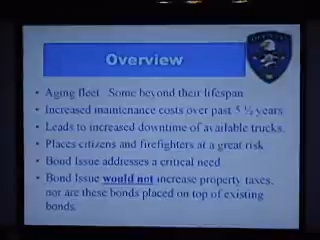 Overview
• Aging fleet Some beyond their lifespan
• Increased maintenance costs over past 5 ½ years
• Leads to increased downtime of available trucks.
• Places citizens and firefighters at a great risk
• Bond Issue addresses a critical need
• Bond Issue would not increase property taxes,
nor are these bonds placed on top of existing
bonds.